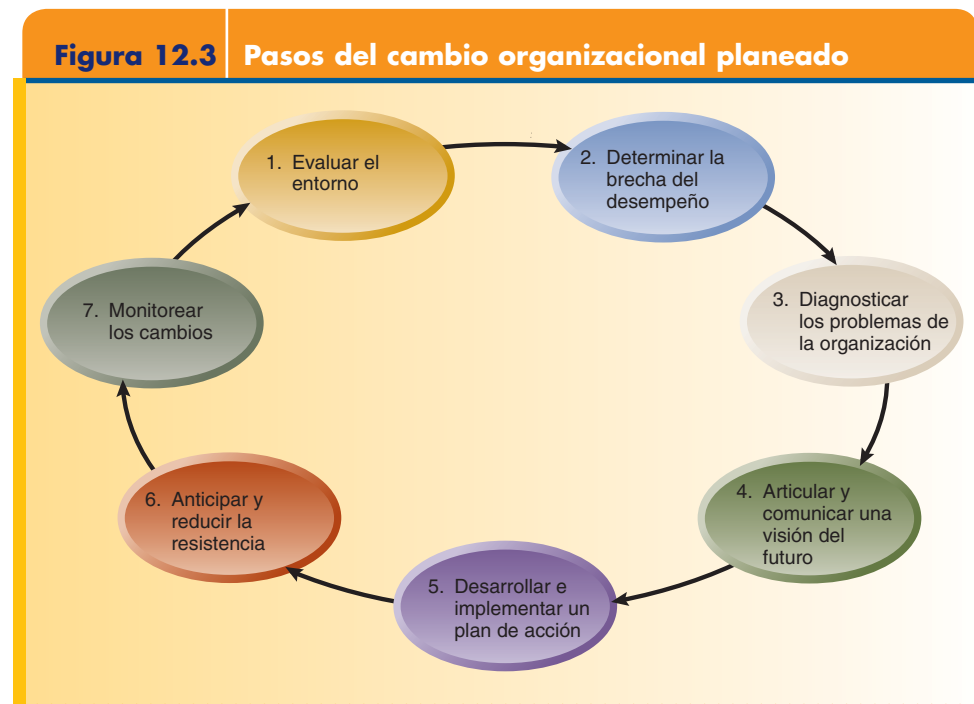 Figura 12.3 Pasos del cambio organizacional planeado
1. Evaluar el
entorno
2. Determinar la
brecha del
desempeño
3. Diagnosticar
los problemas de
la organización
4. Articular y
comunicar una
visión del
futuro
5. Desarrollar e
implementar un
plan de acción
6. Anticipar y
reducir la
resistencia
7. Monitorear
los cambios